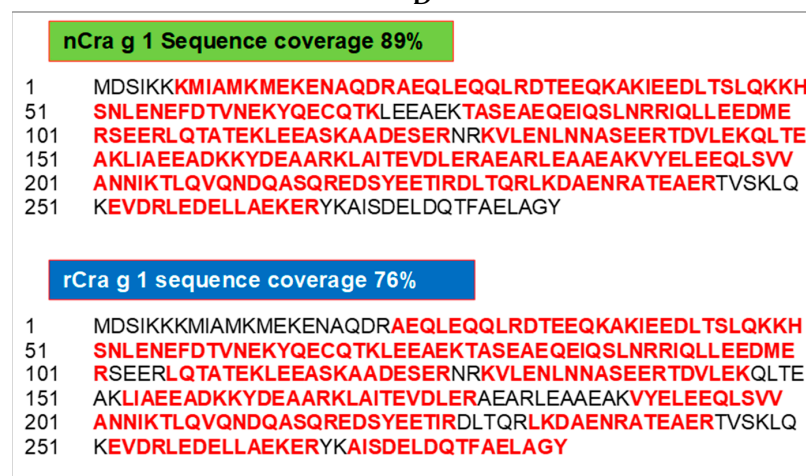 D
nCra g 1 Sequence coverage 89%
1 MDSIKKKMIAMKMEKENAQDRAEQLEQQLRDTEEQKAKIEEDLTSLQKKH
51 SNLENEFDTVNEKYQECQTKLEEAEKTASEAEQEIQSLNRRIQLLEEDME
101 RSEERLQTATEKLEEASKAADESERNRKVLENLNNASEERTDVLEKQLTE
151 AKLIAEEADKKYDEAARKLAITEVDLERAEARLEAAEAKVYELEEQLSVV
201 ANNIKTLQVQNDQASQREDSYEETIRDLTQRLKDAENRATEAERTVSKLQ
251 KEVDRLEDELLAEKERYKAISDELDQTFAELAGY
rCra g 1 sequence coverage 76%
1 MDSIKKKMIAMKMEKENAQDRAEQLEQQLRDTEEQKAKIEEDLTSLQKKH
51 SNLENEFDTVNEKYQECQTKLEEAEKTASEAEQEIQSLNRRIQLLEEDME
101 RSEERLQTATEKLEEASKAADESERNRKVLENLNNASEERTDVLEKQLTE
151 AKLIAEEADKKYDEAARKLAITEVDLERAEARLEAAEAKVYELEEQLSVV
201 ANNIKTLQVQNDQASQREDSYEETIRDLTQRLKDAENRATEAERTVSKLQ
251 KEVDRLEDELLAEKERYKAISDELDQTFAELAGY